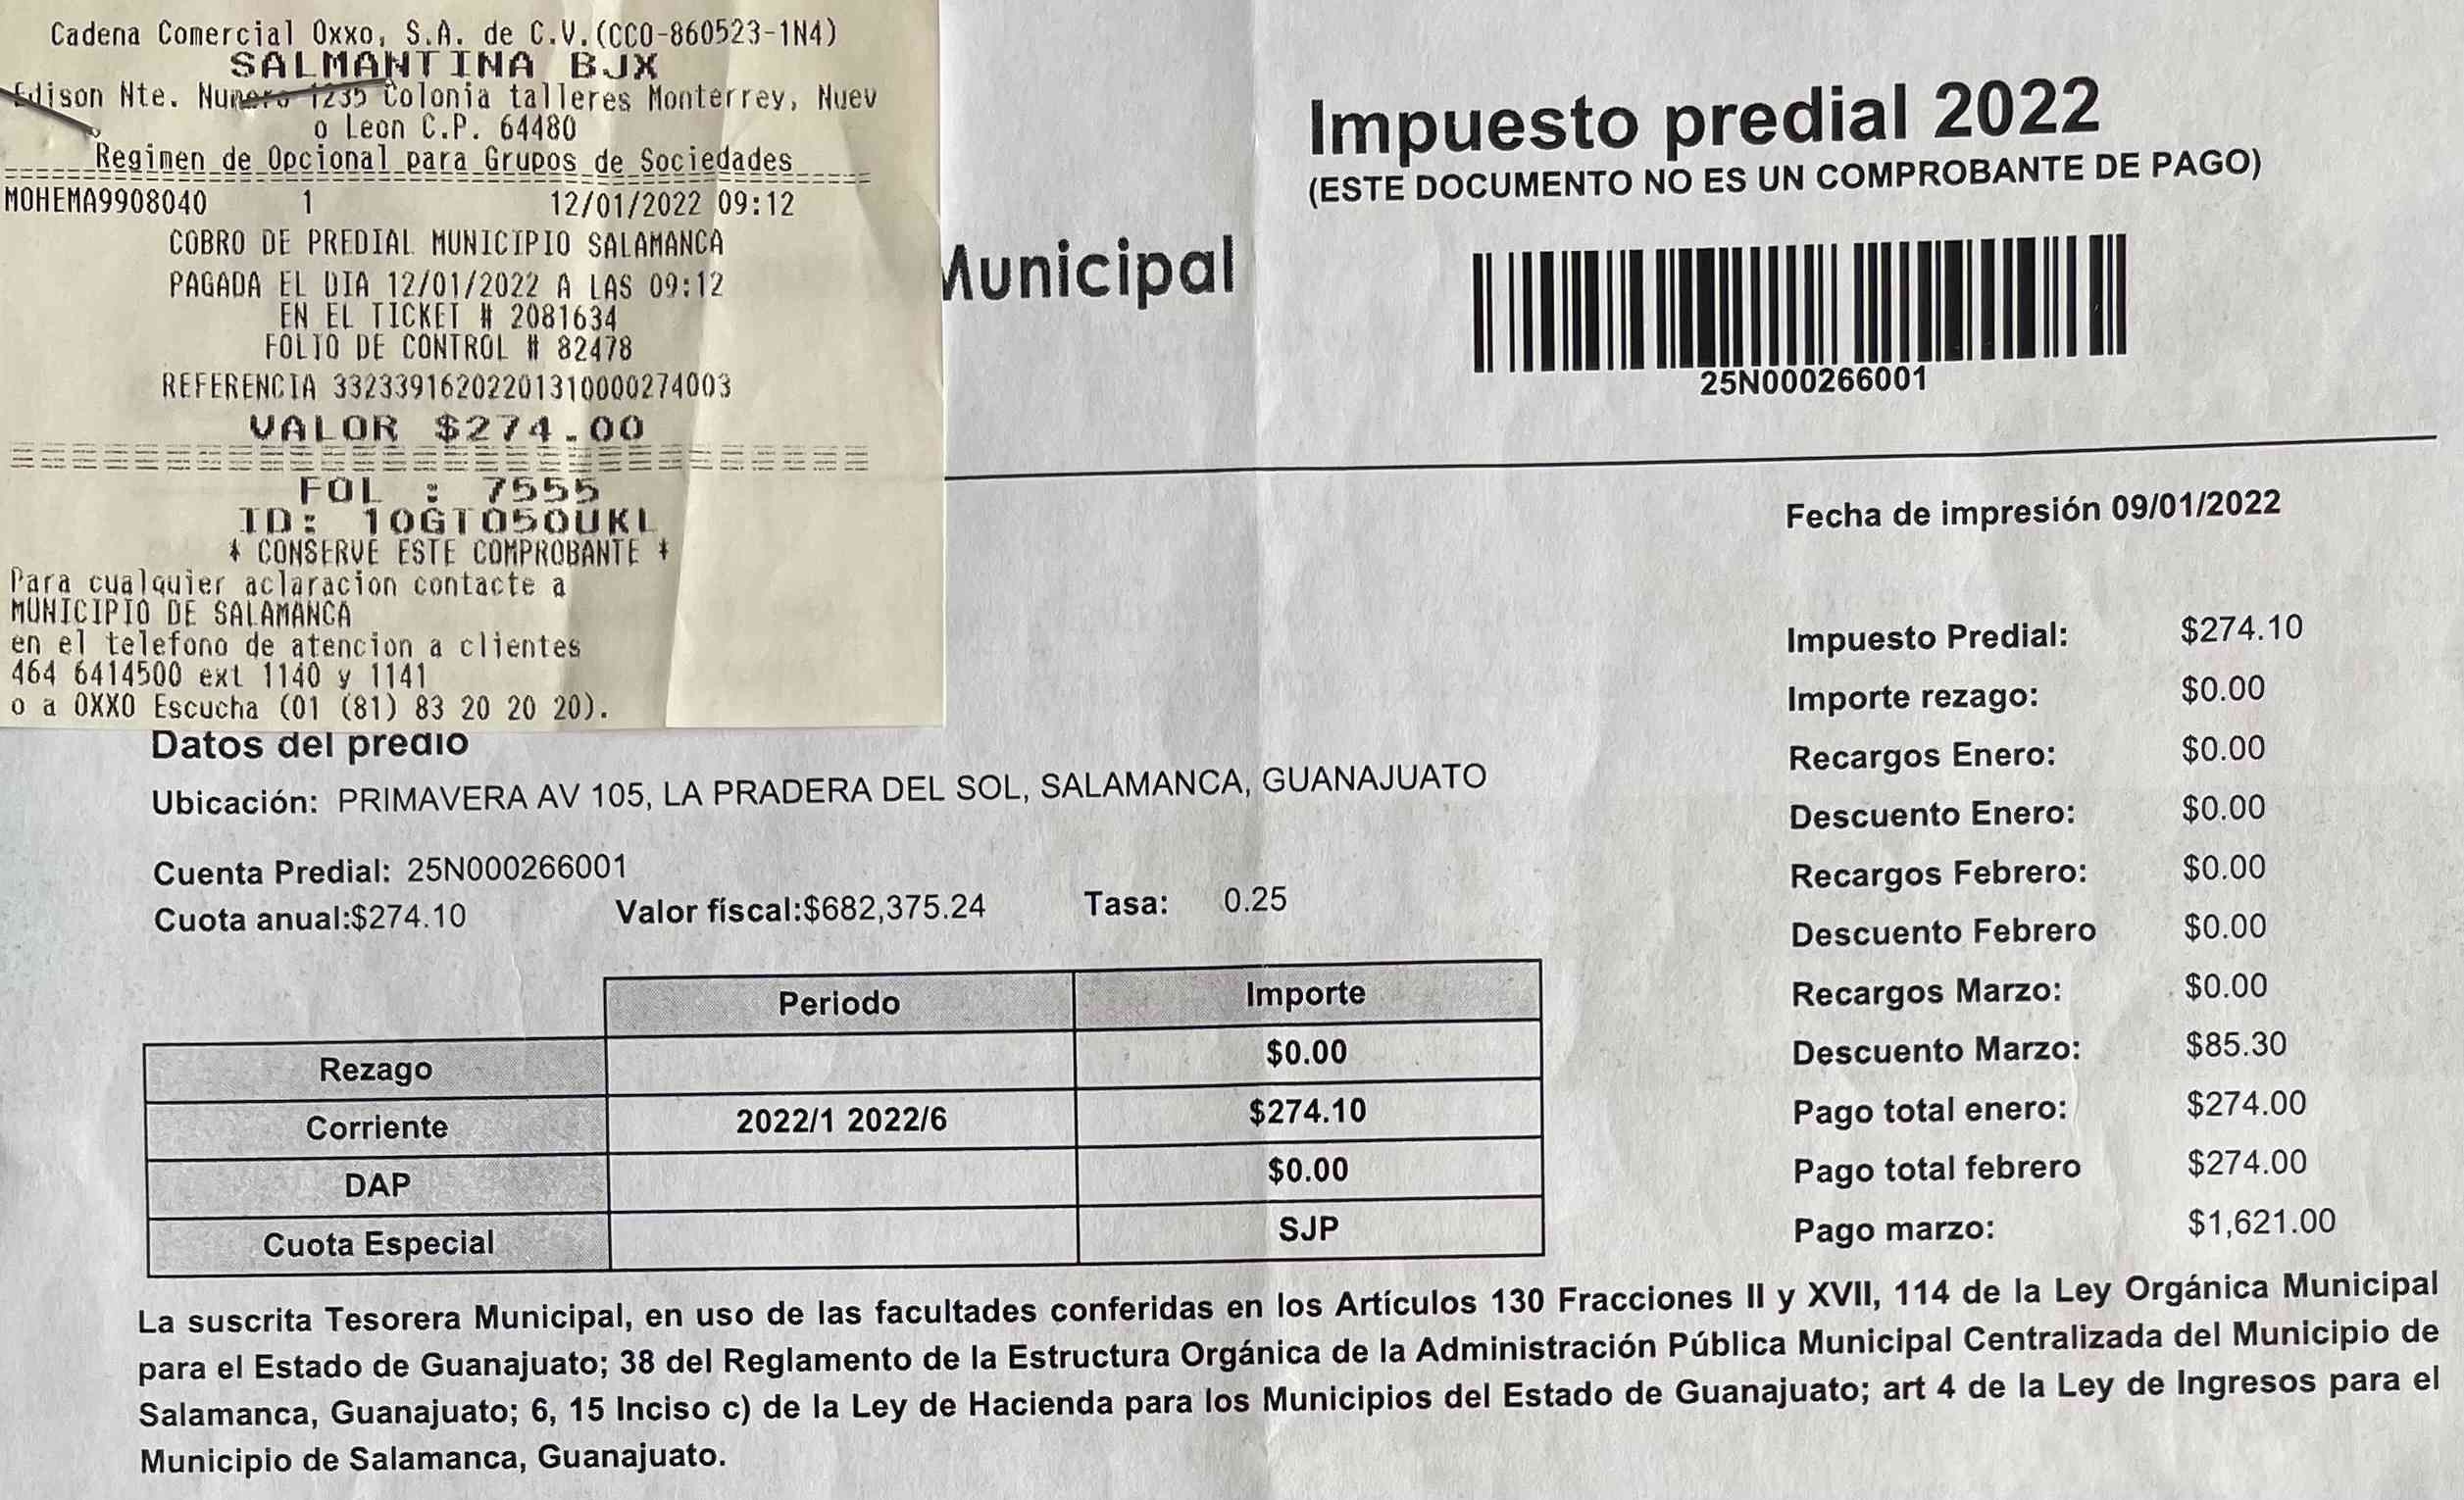 Cadena Comercial Oxxo, S.A. de C.V.(CCO-860523-1N4)
SALMANTINA BJX
Edison Nte. Numero 1235 Colonia talleres Monterrey, Nuev
o Leon C.P. 64480
Regimen de Opcional para Grupos de Sociedades
MOHEMA9908040 1 12/01/2022 09:12
COBRO DE PREDIAL MUNICIPIO SALAMANCA
PAGADA EL DIA 12/01/2022 A LAS 09:12
EN EL TICKET # 2081634
FOLIO DE CONTROL # 82478
REFERENCIA 33233916202201310000274003
VALOR $274.00
FOL : 7555
ID: 10GT050UKL
* CONSERVE ESTE COMPROBANTE *
Para cualquier aclaracion contacte a
MUNICIPIO DE SALAMANCA
en el telefono de atencion a clientes
464 6414500 ext 1140 y 1141
o a OXXO Escucha (01 (81) 83 20 20 20).
Impuesto predial 2022
(ESTE DOCUMENTO NO ES UN COMPROBANTE DE PAGO)
Municipal
25N000266001
Fecha de impresión 09/01/2022
Datos del predio
Ubicación: PRIMAVERA AV 105, LA PRADERA DEL SOL, SALAMANCA, GUANAJUATO
Cuenta Predial: 25N000266001
Cuota anual:$274.10 Valor físcal:$682,375.24 Tasa: 0.25
Periodo Importe
Rezago $0.00
Corriente 2022/1 2022/6 $274.10
DAP $0.00
Cuota Especial SJP
Impuesto Predial: $274.10
Importe rezago: $0.00
Recargos Enero: $0.00
Descuento Enero: $0.00
Recargos Febrero: $0.00
Descuento Febrero $0.00
Recargos Marzo: $0.00
Descuento Marzo: $85.30
Pago total enero: $274.00
Pago total febrero $274.00
Pago marzo: $1,621.00
La suscrita Tesorera Municipal, en uso de las facultades conferidas en los Artículos 130 Fracciones II y XVII, 114 de la Ley Orgánica Municipal
para el Estado de Guanajuato; 38 del Reglamento de la Estructura Orgánica de la Administración Pública Municipal Centralizada del Municipio de
Salamanca, Guanajuato; 6, 15 Inciso c) de la Ley de Hacienda para los Municipios del Estado de Guanajuato; art 4 de la Ley de Ingresos para el
Municipio de Salamanca, Guanajuato.